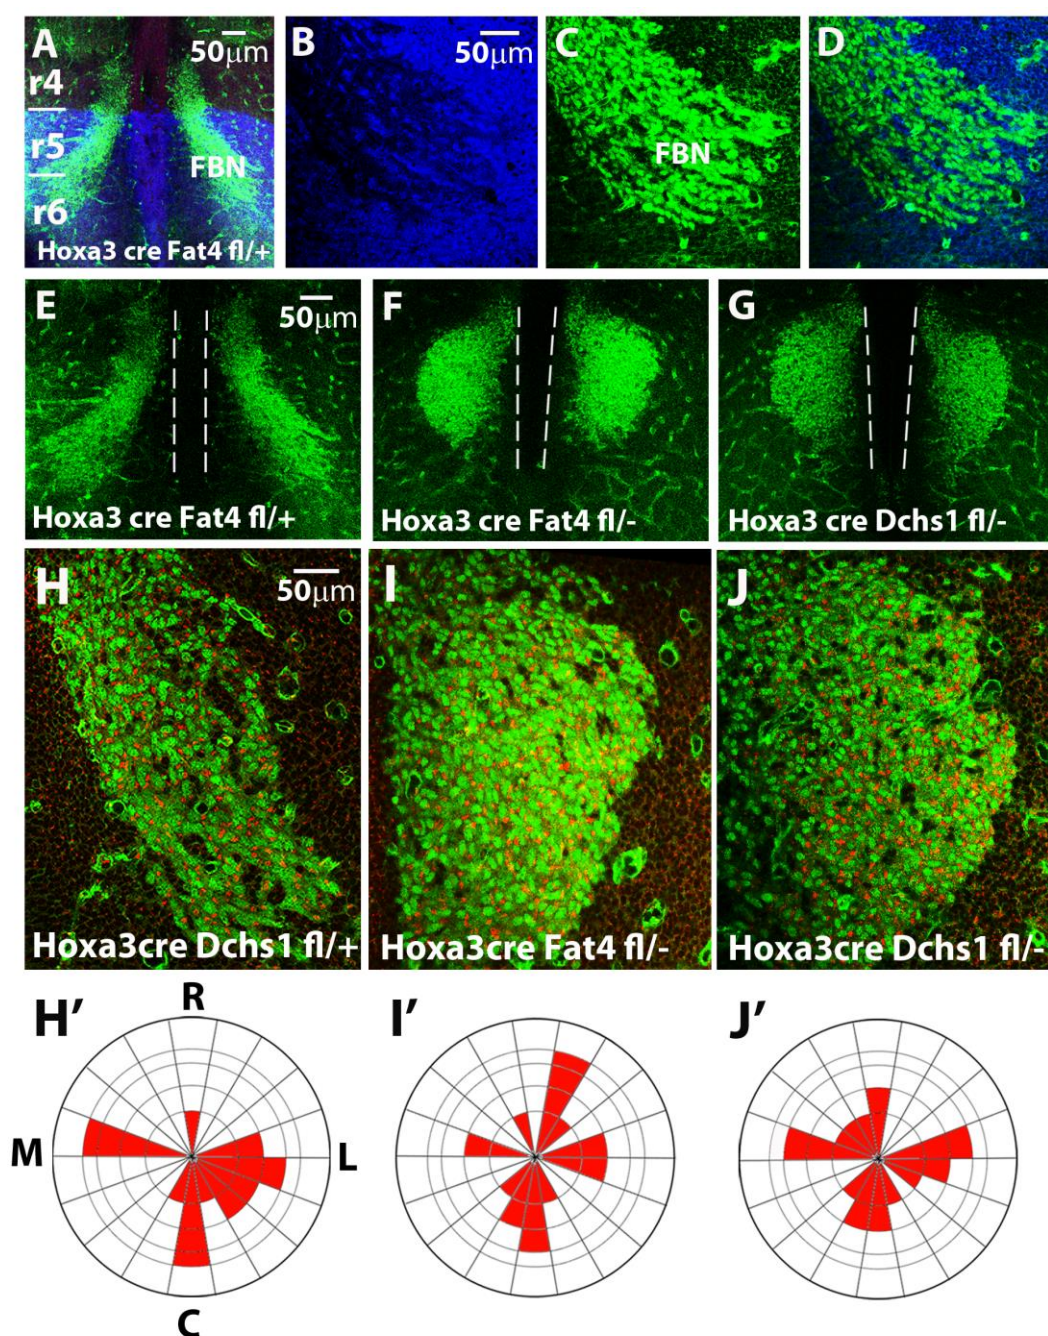 A
50μm
r4
r5
r6
FBN
Hoxa3 cre Fat4 fl/+
B
50μm
C
FBN
D
E
50μm
Hoxa3 cre Fat4 fl/+
F
Hoxa3 cre Fat4 fl/-
G
Hoxa3 cre Dchs1 fl/-
H
50μm
Hoxa3cre Dchs1 fl/+
I
Hoxa3cre Fat4 fl/-
J
Hoxa3cre Dchs1 fl/-
H′
R
M
L
C
I′
J′